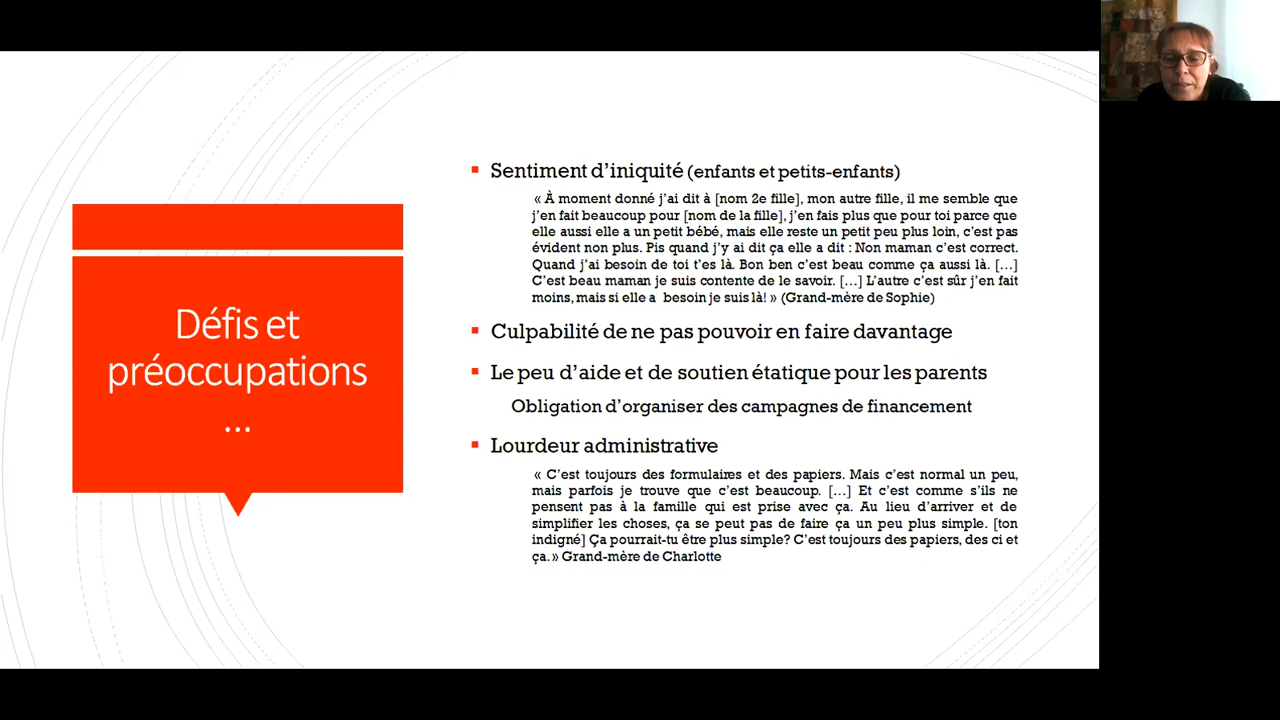 Défis et
préoccupations
...
▪ Sentiment d'iniquité (enfants et petits-enfants)
« À moment donné j'ai dit à [nom 2e fille], mon autre fille, il me semble que
j'en fait beaucoup pour [nom de la fille], j'en fais plus que pour toi parce que
elle aussi elle a un petit bébé, mais elle reste un petit peu plus loin, c'est pas
évident non plus. Pis quand j'y ai dit ça elle a dit : Non maman c'est correct.
Quand j'ai besoin de toi t'es là. Bon ben c'est beau comme ça aussi là. […]
C'est beau maman je suis contente de le savoir. […] L'autre c'est sûr j'en fait
moins, mais si elle a besoin je suis là! » (Grand-mère de Sophie)
▪ Culpabilité de ne pas pouvoir en faire davantage
▪ Le peu d'aide et de soutien étatique pour les parents
Obligation d'organiser des campagnes de financement
▪ Lourdeur administrative
« C'est toujours des formulaires et des papiers. Mais c'est normal un peu,
mais parfois je trouve que c'est beaucoup. […] Et c'est comme s'ils ne
pensent pas à la famille qui est prise avec ça. Au lieu d'arriver et de
simplifier les choses, ça se peut pas de faire ça un peu plus simple. [ton
indigné] Ça pourrait-tu être plus simple? C'est toujours des papiers, des ci et
ça. » Grand-mère de Charlotte